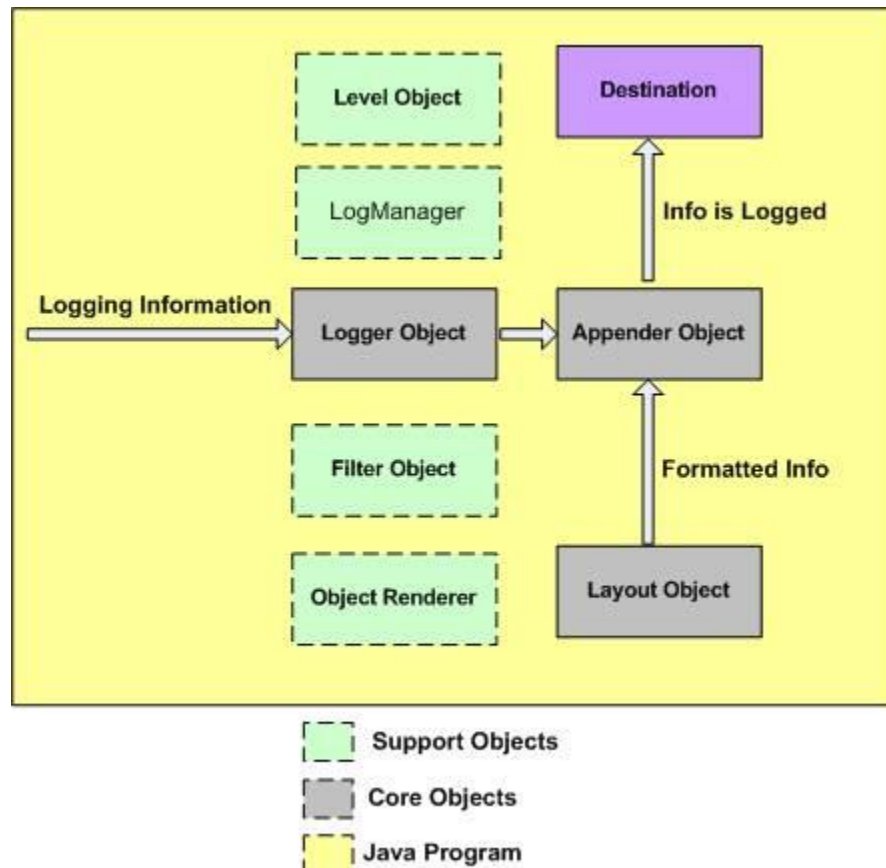 Level Object
Destination
LogManager
Info is Logged
Logging Information
Logger Object
Appender Object
Filter Object
Formatted Info
Object Renderer
Layout Object
Support Objects
Core Objects
Java Program